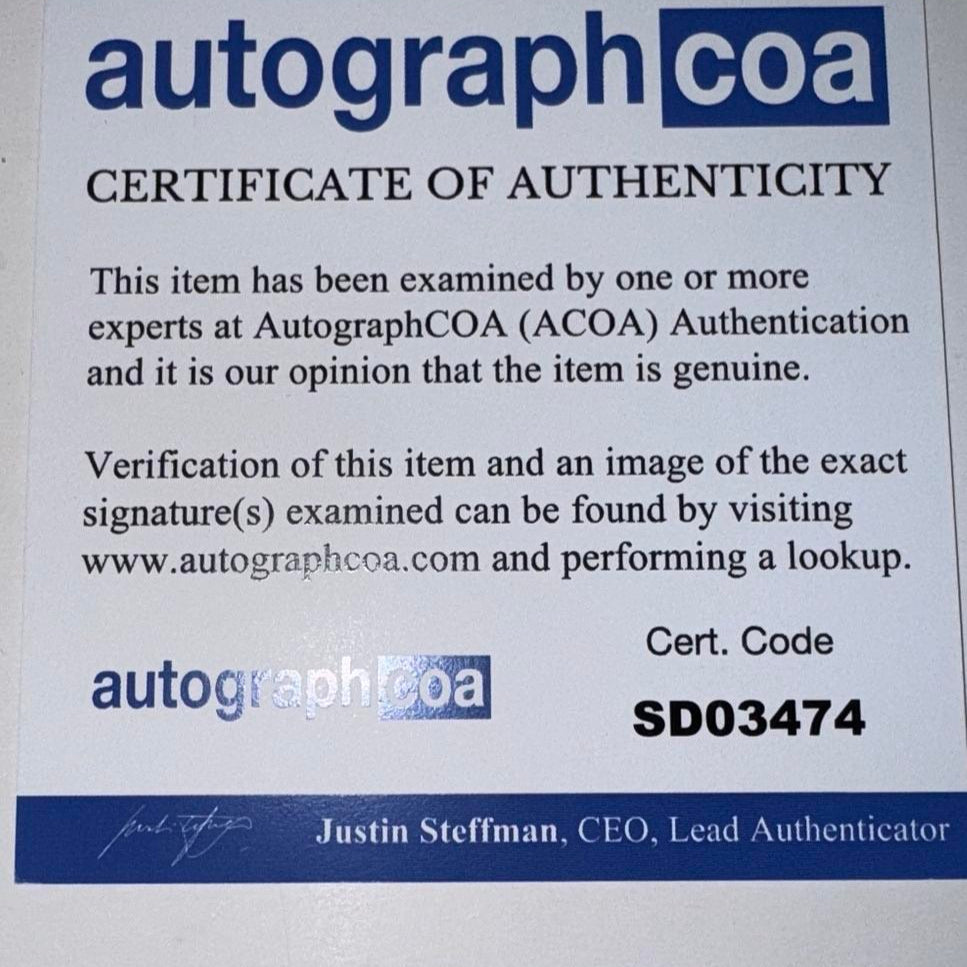 autographcoa
CERTIFICATE OF AUTHENTICITY
This item has been examined by one or more
experts at AutographCOA (ACOA) Authentication
and it is our opinion that the item is genuine.
Verification of this item and an image of the exact
signature(s) examined can be found by visiting
www.autographcoa.com and performing a lookup.
autographcoa
Cert. Code
SD03474
Justin Steffman, CEO, Lead Authenticator